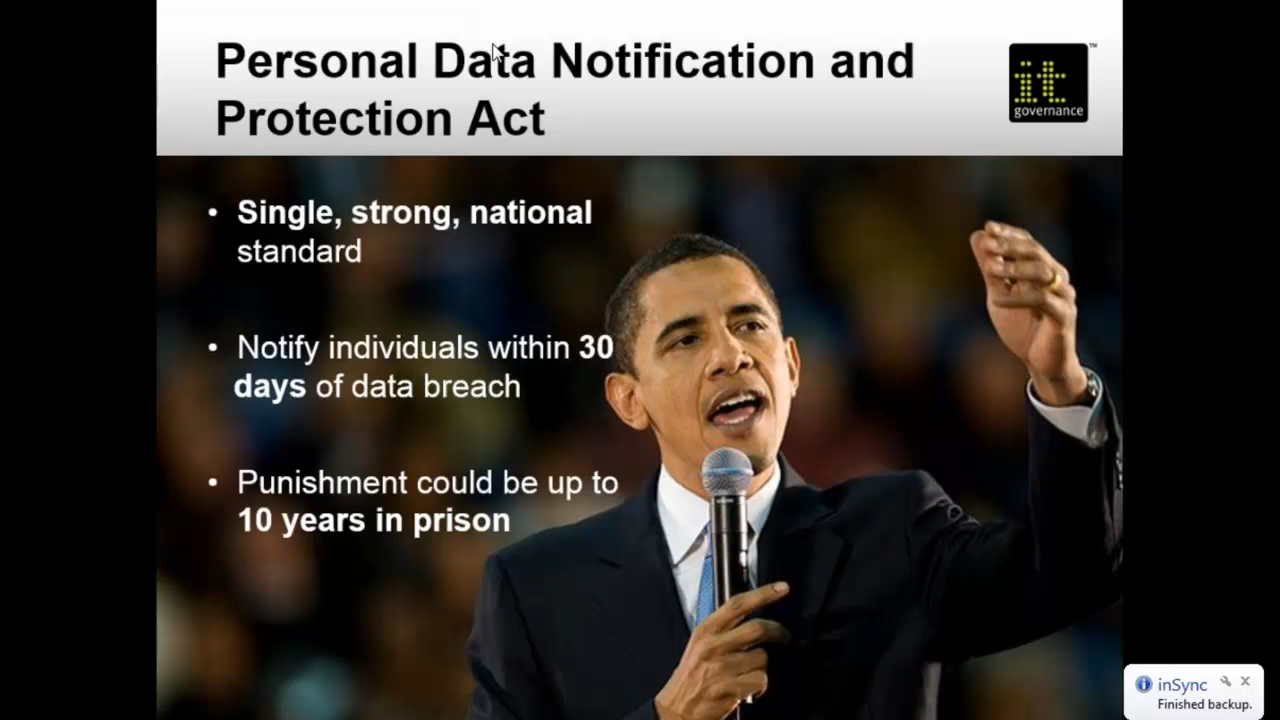 Personal Data Notification and
Protection Act
it
governance
TM
• Single, strong, national
standard
• Notify individuals within 30
days of data breach
• Punishment could be up to
10 years in prison
inSync
Finished backup.